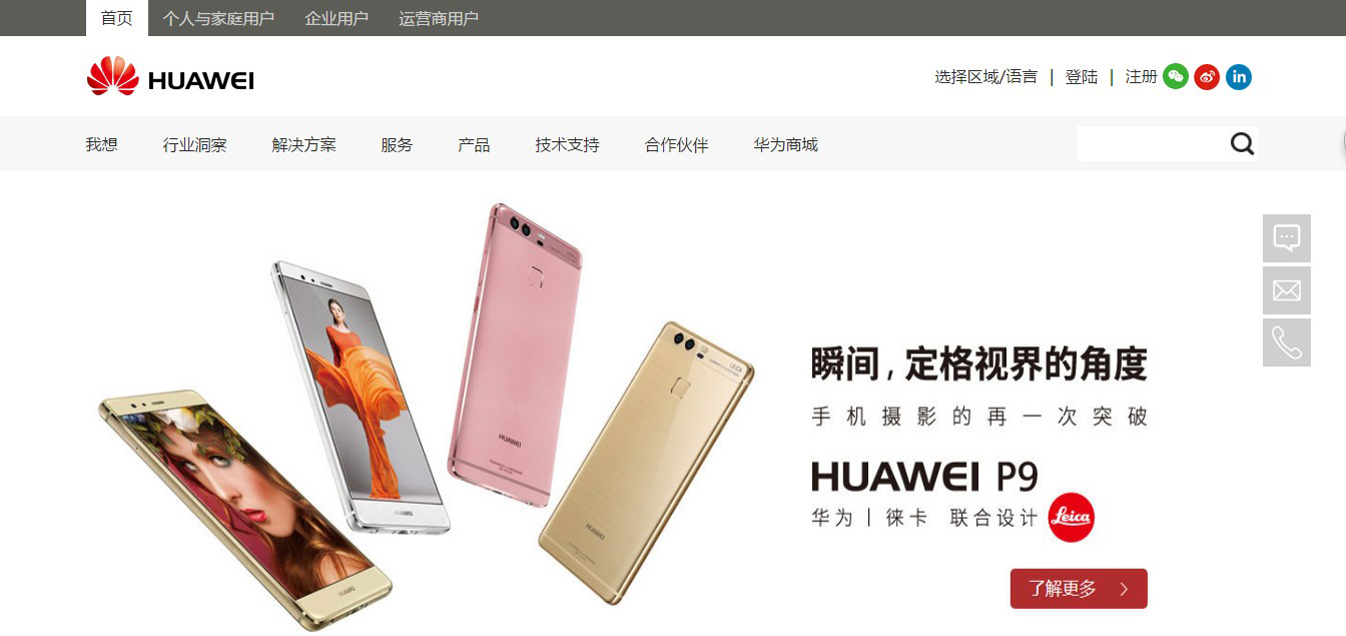 首页 个人与家庭用户 企业用户 运营商用户
HUAWEI
选择区域/语言 | 登陆 | 注册
in
我想 行业洞察 解决方案 服务 产品 技术支持 合作伙伴 华为商城
HUAWEI
HUAWEI
HUAWEI
LEICA
HUAWEI
瞬间,定格视界的角度
手机摄影的再一次突破
HUAWEI P9
华为 | 徕卡 联合设计 Leica
了解更多 >